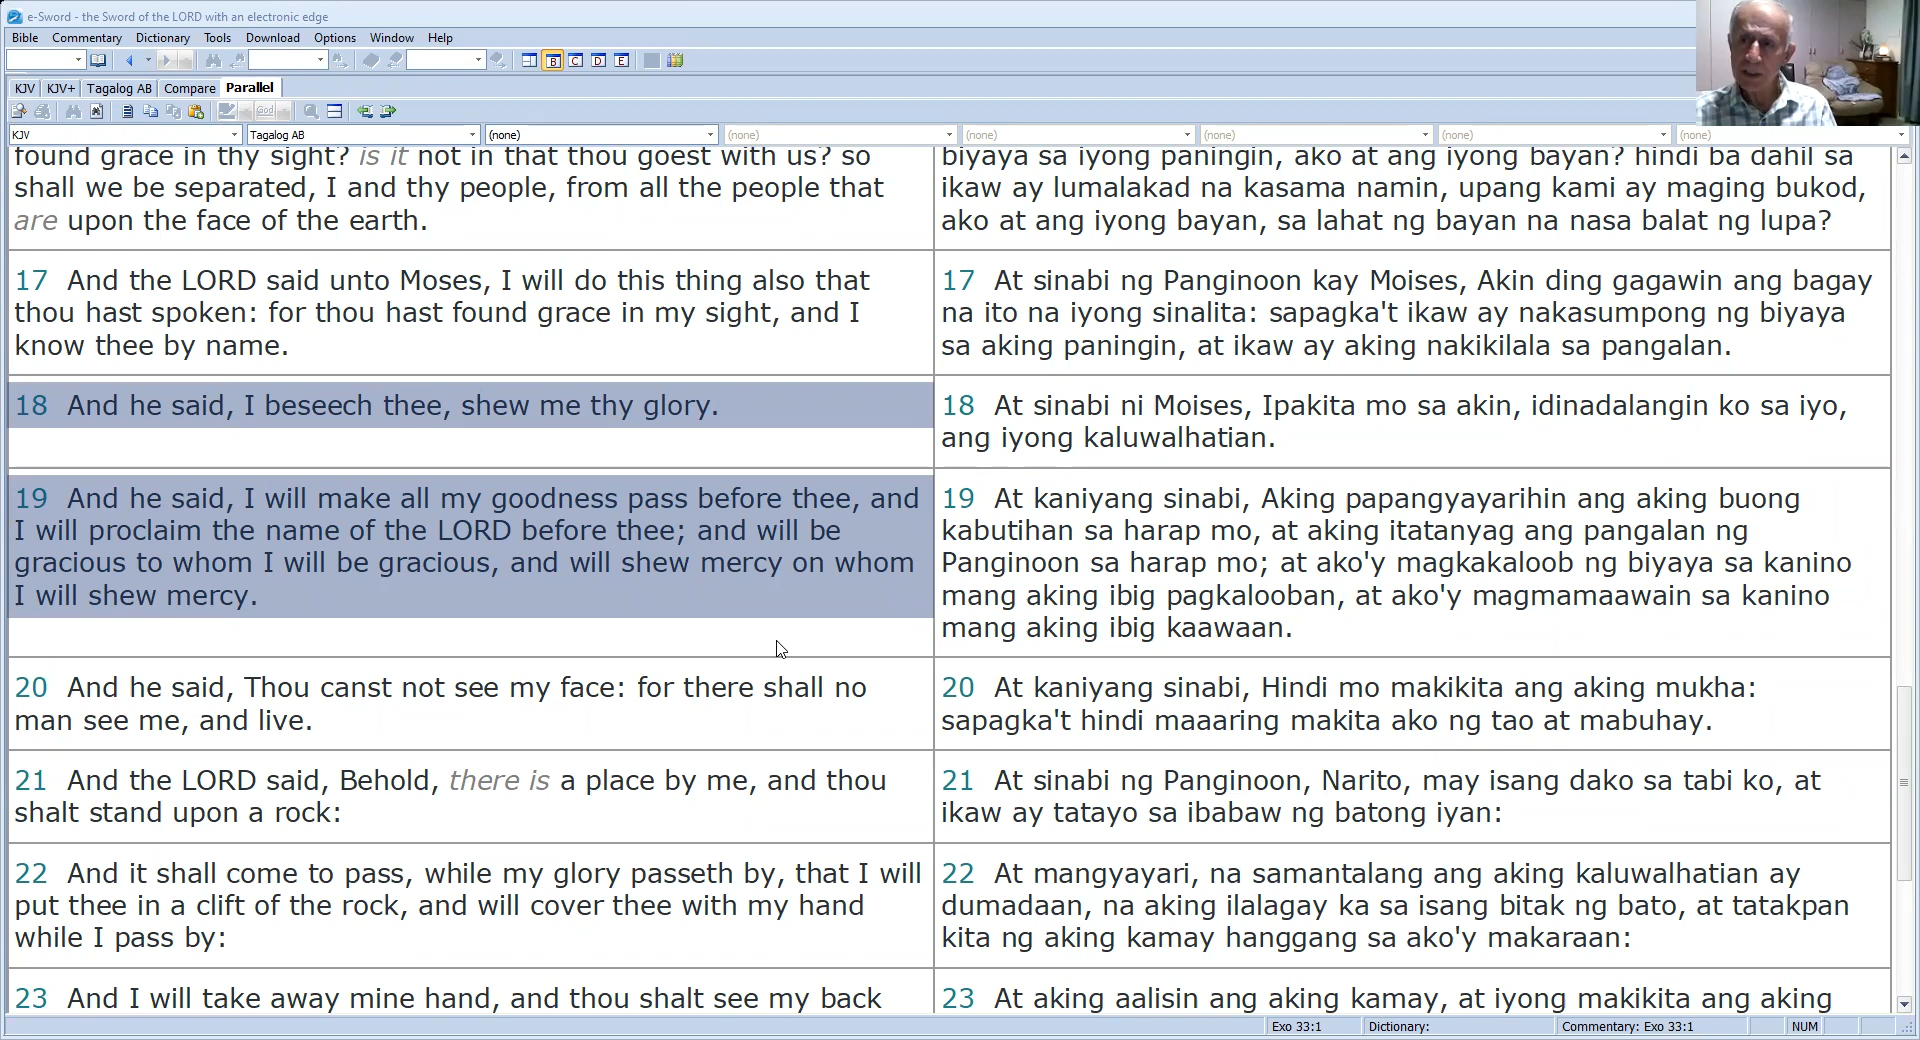 e-Sword - the Sword of the LORD with an electronic edge
Bible Commentary Dictionary Tools Download Options Window Help
B C D E
KJV KJV+ Tagalog AB Compare Parallel
God
KJV Tagalog AB (none) (none) (none) (none) (none) (none)
found grace in thy sight? is it not in that thou goest with us? so
shall we be separated, I and thy people, from all the people that
are upon the face of the earth.
17 And the LORD said unto Moses, I will do this thing also that
thou hast spoken: for thou hast found grace in my sight, and I
know thee by name.
18 And he said, I beseech thee, shew me thy glory.
19 And he said, I will make all my goodness pass before thee, and
I will proclaim the name of the LORD before thee; and will be
gracious to whom I will be gracious, and will shew mercy on whom
I will shew mercy.
20 And he said, Thou canst not see my face: for there shall no
man see me, and live.
21 And the LORD said, Behold, there is a place by me, and thou
shalt stand upon a rock:
22 And it shall come to pass, while my glory passeth by, that I will
put thee in a clift of the rock, and will cover thee with my hand
while I pass by:
23 And I will take away mine hand, and thou shalt see my back
biyaya sa iyong paningin, ako at ang iyong bayan? hindi ba dahil sa
ikaw ay lumalakad na kasama namin, upang kami ay maging bukod,
ako at ang iyong bayan, sa lahat ng bayan na nasa balat ng lupa?
17 At sinabi ng Panginoon kay Moises, Akin ding gagawin ang bagay
na ito na iyong sinalita: sapagka't ikaw ay nakasumpong ng biyaya
sa aking paningin, at ikaw ay aking nakikilala sa pangalan.
18 At sinabi ni Moises, Ipakita mo sa akin, idinadalangin ko sa iyo,
ang iyong kaluwalhatian.
19 At kaniyang sinabi, Aking papangyayarihin ang aking buong
kabutihan sa harap mo, at aking itatanyag ang pangalan ng
Panginoon sa harap mo; at ako'y magkakaloob ng biyaya sa kanino
mang aking ibig pagkalooban, at ako'y magmamaawain sa kanino
mang aking ibig kaawaan.
20 At kaniyang sinabi, Hindi mo makikita ang aking mukha:
sapagka't hindi maaaring makita ako ng tao at mabuhay.
21 At sinabi ng Panginoon, Narito, may isang dako sa tabi ko, at
ikaw ay tatayo sa ibabaw ng batong iyan:
22 At mangyayari, na samantalang ang aking kaluwalhatian ay
dumadaan, na aking ilalagay ka sa isang bitak ng bato, at tatakpan
kita ng aking kamay hanggang sa ako'y makaraan:
23 At aking aalisin ang aking kamay, at iyong makikita ang aking
Exo 33:1 Dictionary: Commentary: Exo 33:1 NUM